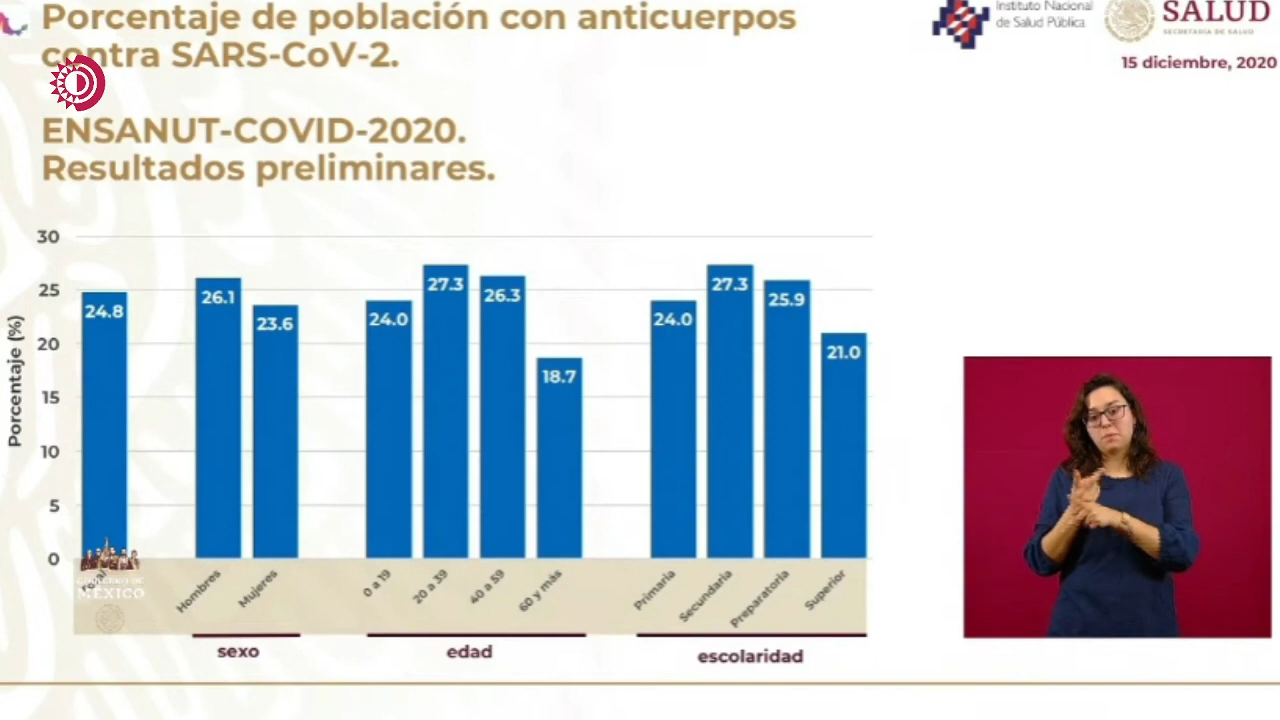 Porcentaje de población con anticuerpos
contra SARS-CoV-2.
Instituto Nacional
de Salud Pública
SALUD
SECRETARÍA DE SALUD
15 diciembre, 2020
ENSANUT-COVID-2020.
Resultados preliminares.
Porcentaje (%)
30
25
20
15
10
5
0
24.8
26.1
23.6
24.0
27.3
26.3
18.7
24.0
27.3
25.9
21.0
GOBIERNO DE
MÉXICO
Hombres
Mujeres
0 a 19
20 a 39
40 a 59
60 y más
Primaria
Secundaria
Preparatoria
Superior
sexo
edad
escolaridad